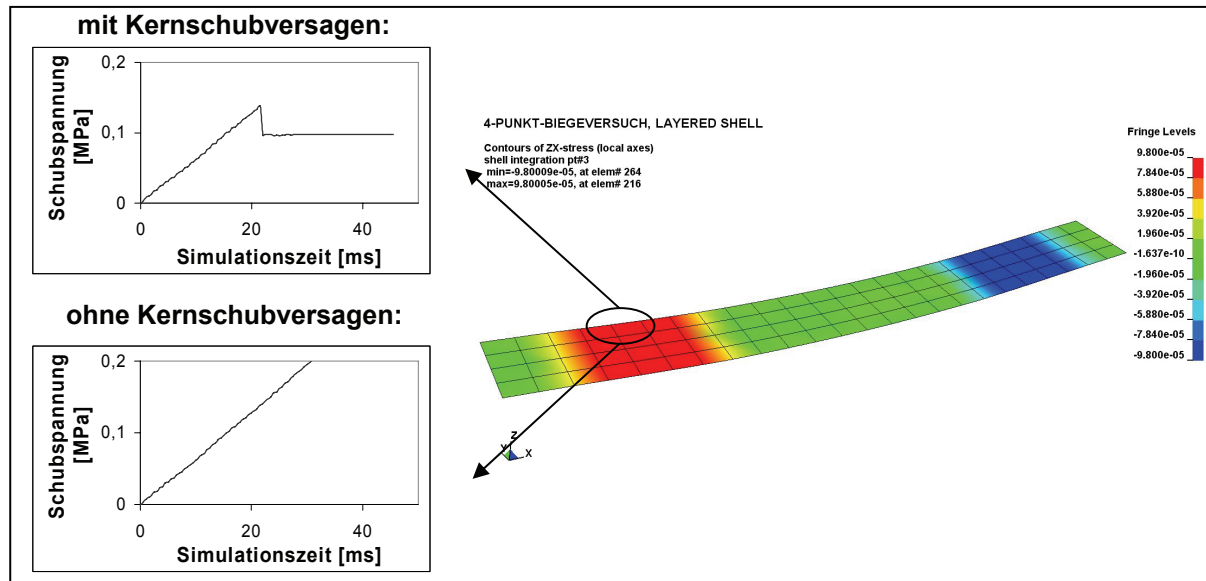 mit Kernschubversagen:
Schubspannung
[MPa]
0,2
0,1
0
0
20
40
Simulationszeit [ms]
ohne Kernschubversagen:
Schubspannung
[MPa]
0,2
0,1
0
0
20
40
Simulationszeit [ms]
4-PUNKT-BIEGEVERSUCH, LAYERED SHELL
Contours of ZX-stress (local axes)
shell integration pt#3
min=-9.80009e-05, at elem# 264
max=9.80005e-05, at elem# 216
Z
Y
X
Fringe Levels
9.800e-05
7.840e-05
5.880e-05
3.920e-05
1.960e-05
-1.637e-10
-1.960e-05
-3.920e-05
-5.880e-05
-7.840e-05
-9.800e-05